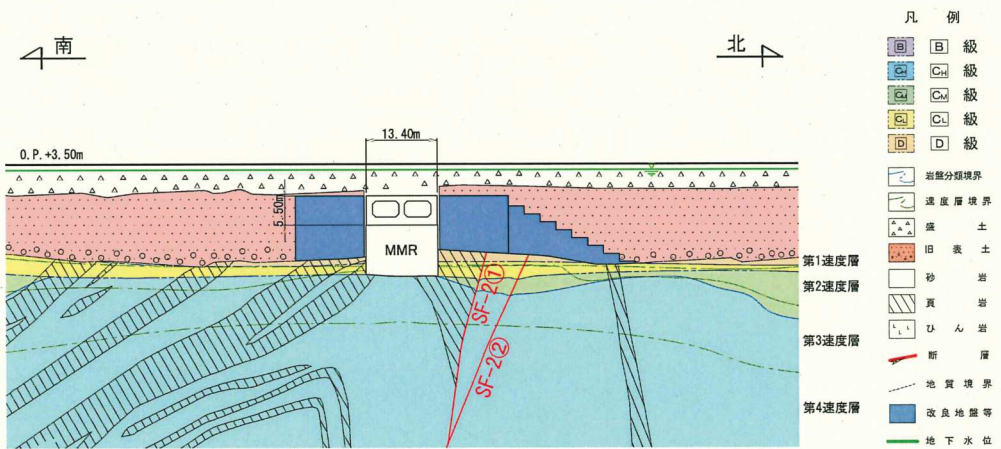 南
北
13.40m
O.P.+3.50m
5.50m
MMR
SF-2①
SF-2②
第1速度層
第2速度層
第3速度層
第4速度層
凡 例
B B 級
CH CH 級
CM CM 級
CL CL 級
D D 級
岩盤分類境界
速度層境界
盛 土
旧表土
砂 岩
頁 岩
ひ ん 岩
断 層
地質境界
改良地盤等
地下水位